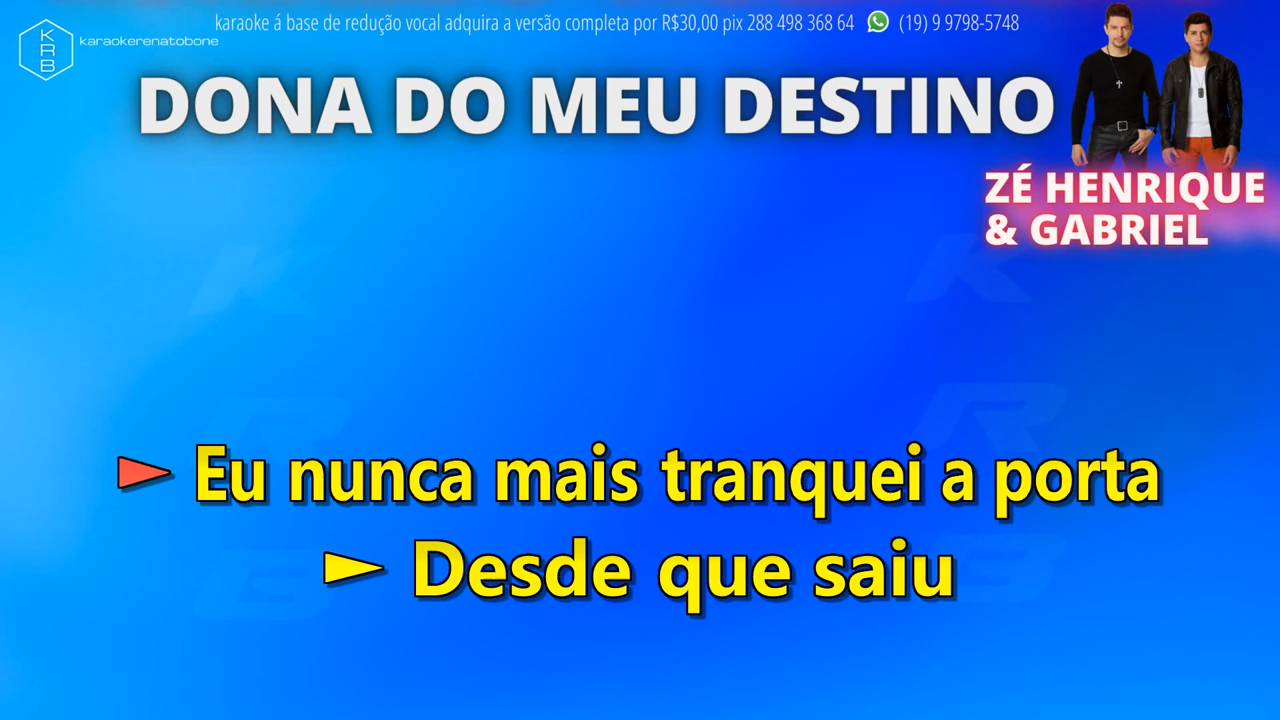 karaoke á base de redução vocal adquira a versão completa por R$30,00 pix 288 498 368 64 (19) 9 9798-5748
KRB
karaokerenatobone
DONA DO MEU DESTINO
ZÉ HENRIQUE
& GABRIEL
K K
R R
B B
Eu nunca mais tranquei a porta
Desde que saiu